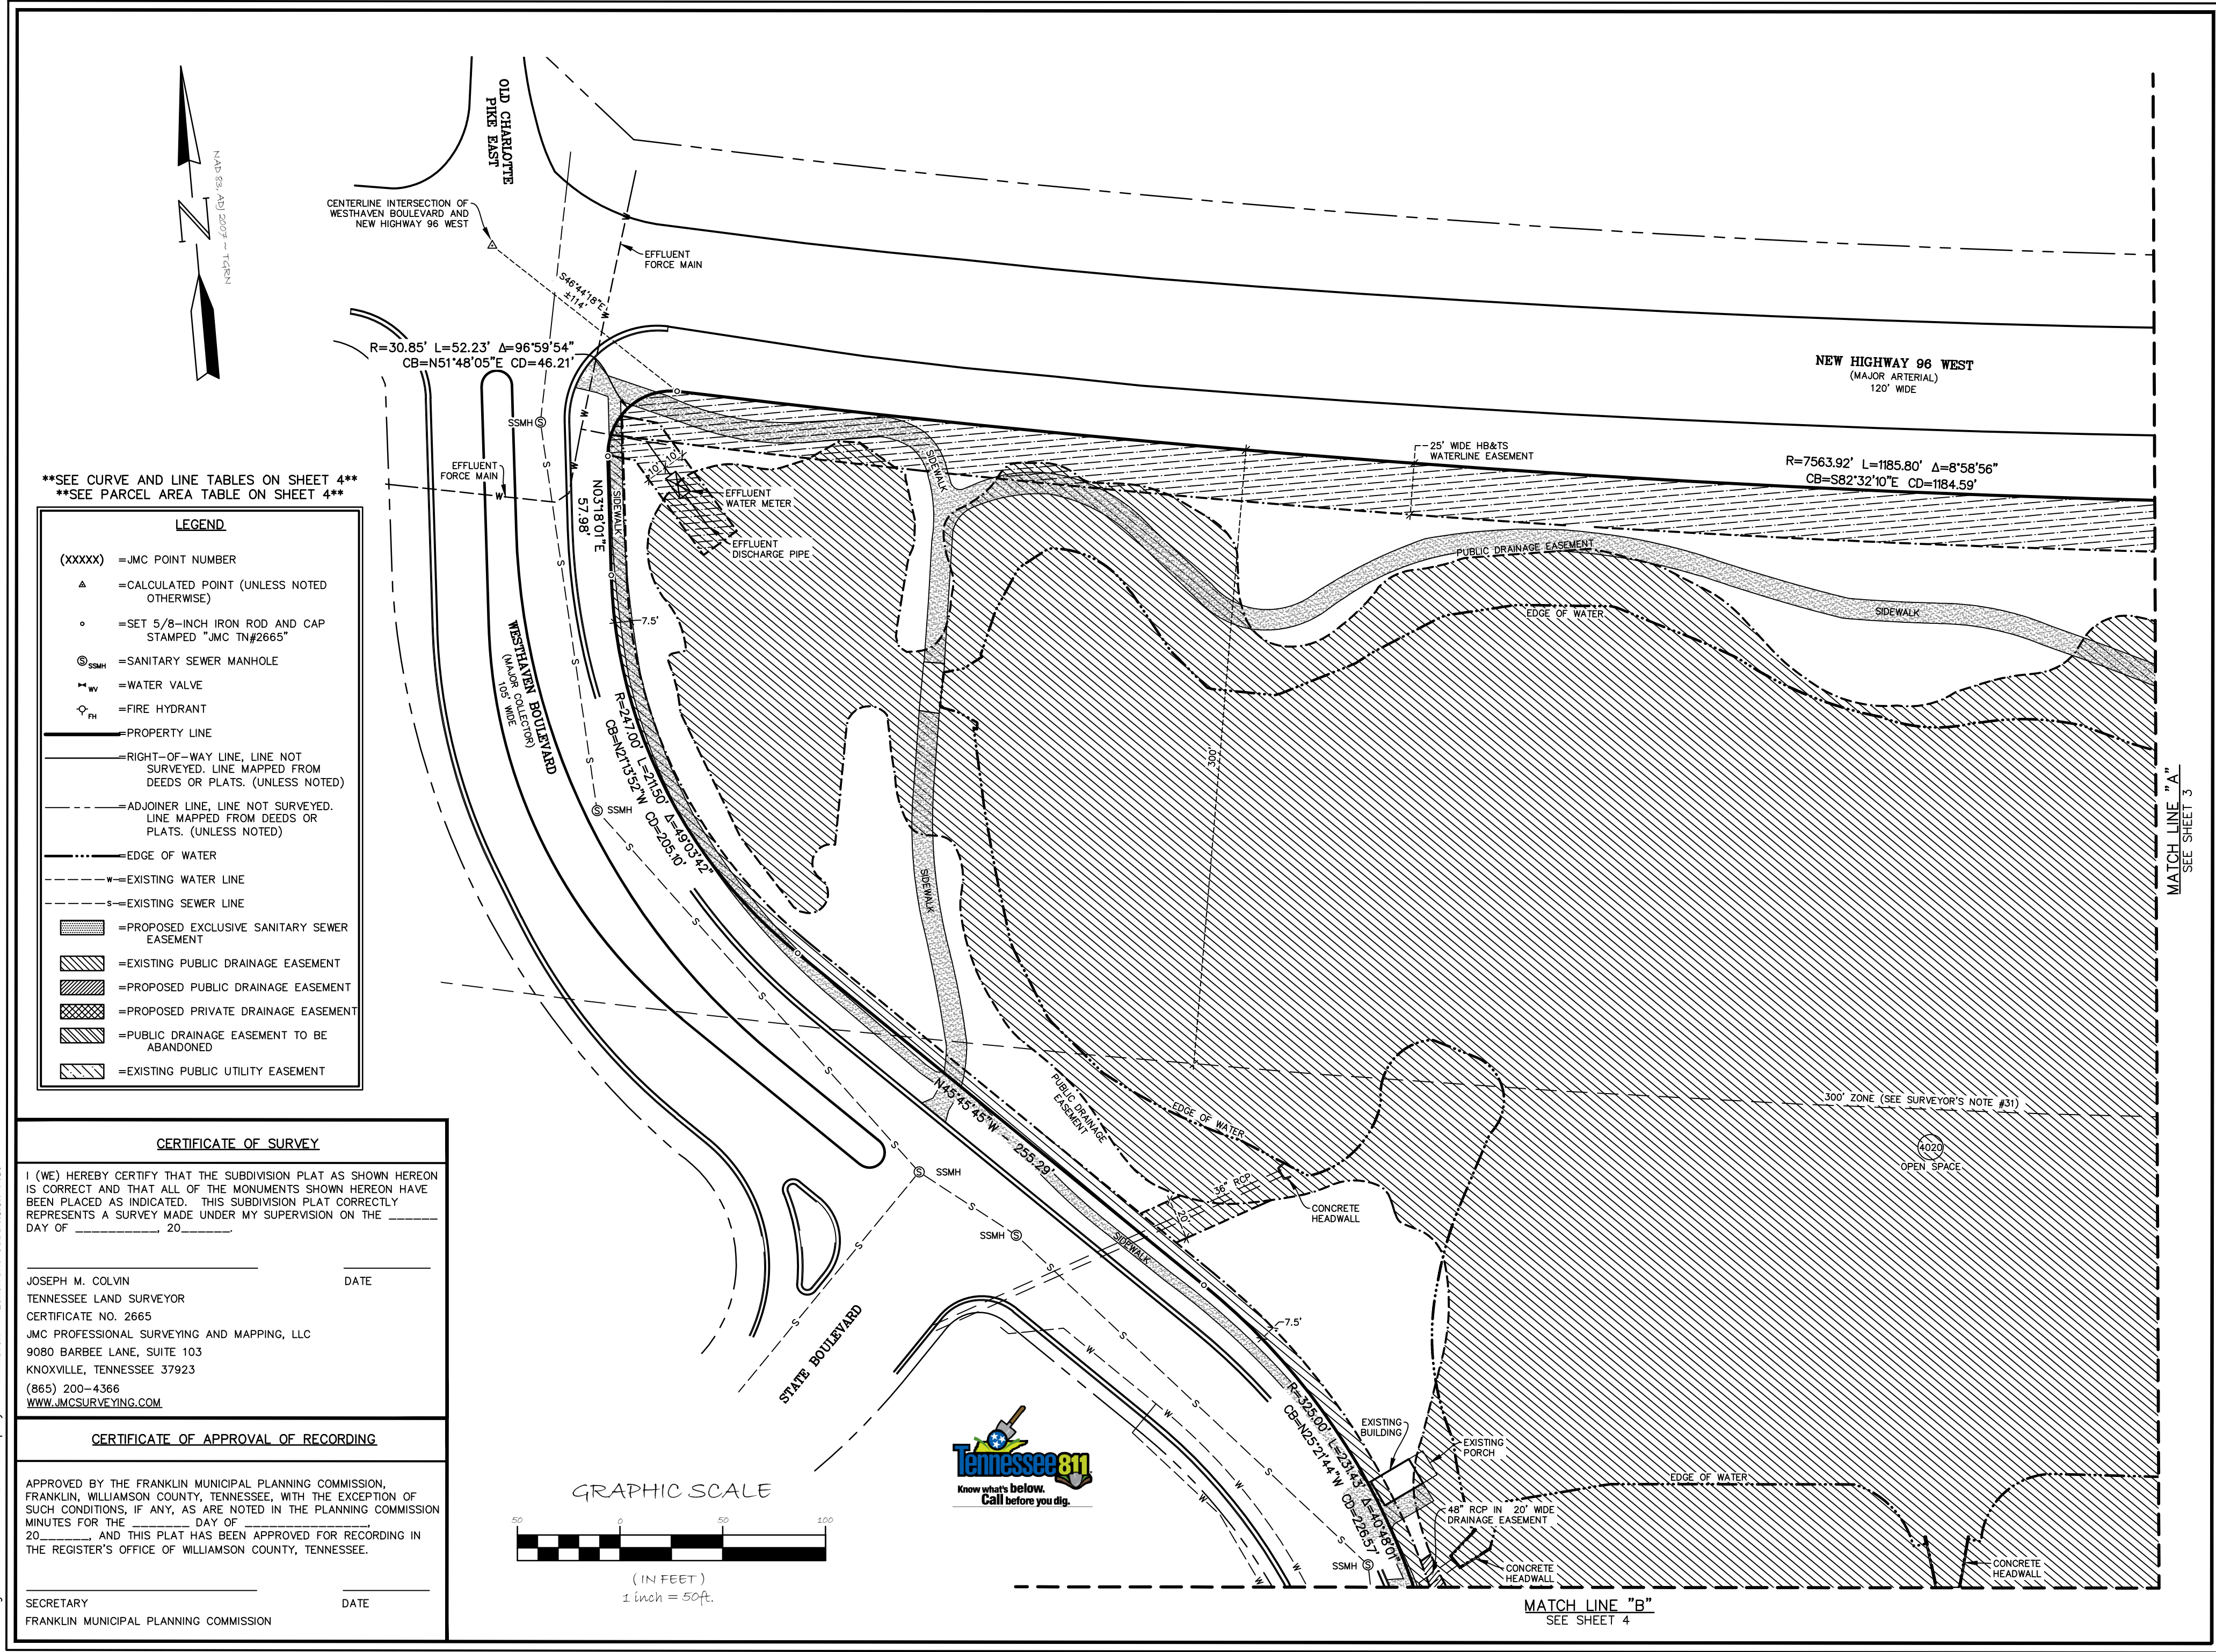 OLD CHARLOTTE
PIKE EAST
NAD 83, ADJ 2007 - TGRN
N
CENTERLINE INTERSECTION OF
WESTHAVEN BOULEVARD AND
NEW HIGHWAY 96 WEST
EFFLUENT
FORCE MAIN
S46°44'18"E
±114'
R=30.85' L=52.23' Δ=96°59'54"
CB=N51°48'05"E CD=46.21'
NEW HIGHWAY 96 WEST
(MAJOR ARTERIAL)
120' WIDE
SSMH
25' WIDE HB&TS
WATERLINE EASEMENT
R=7563.92' L=1185.80' Δ=8°58'56"
CB=S82°32'10"E CD=1184.59'
EFFLUENT
FORCE MAIN
SIDEWALK
10' 10'
EFFLUENT
WATER METER
EFFLUENT
DISCHARGE PIPE
N03°18'01"E
57.98'
SIDEWALK
PUBLIC DRAINAGE EASEMENT
EDGE OF WATER
SIDEWALK
7.5'
WESTHAVEN BOULEVARD
(MAJOR COLLECTOR)
105' WIDE
R=247.00' L=211.50' Δ=49°03'42"
CB=N21°13'52"W CD=205.10'
300'
SSMH
SIDEWALK
MATCH LINE "A"
SEE SHEET 3
**SEE CURVE AND LINE TABLES ON SHEET 4**
**SEE PARCEL AREA TABLE ON SHEET 4**
LEGEND
(XXXXX) =JMC POINT NUMBER
=CALCULATED POINT (UNLESS NOTED
OTHERWISE)
=SET 5/8-INCH IRON ROD AND CAP
STAMPED "JMC TN#2665"
S SSMH =SANITARY SEWER MANHOLE
WV =WATER VALVE
FH =FIRE HYDRANT
=PROPERTY LINE
=RIGHT-OF-WAY LINE, LINE NOT
SURVEYED. LINE MAPPED FROM
DEEDS OR PLATS. (UNLESS NOTED)
=ADJOINER LINE, LINE NOT SURVEYED.
LINE MAPPED FROM DEEDS OR
PLATS. (UNLESS NOTED)
=EDGE OF WATER
W =EXISTING WATER LINE
S =EXISTING SEWER LINE
=PROPOSED EXCLUSIVE SANITARY SEWER
EASEMENT
=EXISTING PUBLIC DRAINAGE EASEMENT
=PROPOSED PUBLIC DRAINAGE EASEMENT
=PROPOSED PRIVATE DRAINAGE EASEMENT
=PUBLIC DRAINAGE EASEMENT TO BE
ABANDONED
=EXISTING PUBLIC UTILITY EASEMENT
N45°45'45"W - 255.29'
PUBLIC DRAINAGE
EASEMENT
EDGE OF WATER
300' ZONE (SEE SURVEYOR'S NOTE #31)
4020
OPEN SPACE
SSMH
36" RCP
20'
CONCRETE
HEADWALL
SSMH
SIDEWALK
STATE BOULEVARD
7.5'
R=325.00' L=231.43' Δ=40°48'01"
CB=N25°21'44"W CD=226.57'
EXISTING
BUILDING
EXISTING
PORCH
EDGE OF WATER
48" RCP IN 20' WIDE
DRAINAGE EASEMENT
CONCRETE
HEADWALL
CONCRETE
HEADWALL
SSMH
MATCH LINE "B"
SEE SHEET 4
CERTIFICATE OF SURVEY
I (WE) HEREBY CERTIFY THAT THE SUBDIVISION PLAT AS SHOWN HEREON
IS CORRECT AND THAT ALL OF THE MONUMENTS SHOWN HEREON HAVE
BEEN PLACED AS INDICATED. THIS SUBDIVISION PLAT CORRECTLY
REPRESENTS A SURVEY MADE UNDER MY SUPERVISION ON THE ______
DAY OF __________, 20______.
JOSEPH M. COLVIN DATE
TENNESSEE LAND SURVEYOR
CERTIFICATE NO. 2665
JMC PROFESSIONAL SURVEYING AND MAPPING, LLC
9080 BARBEE LANE, SUITE 103
KNOXVILLE, TENNESSEE 37923
(865) 200-4366
WWW.JMCSURVEYING.COM
CERTIFICATE OF APPROVAL OF RECORDING
APPROVED BY THE FRANKLIN MUNICIPAL PLANNING COMMISSION,
FRANKLIN, WILLIAMSON COUNTY, TENNESSEE, WITH THE EXCEPTION OF
SUCH CONDITIONS, IF ANY, AS ARE NOTED IN THE PLANNING COMMISSION
MINUTES FOR THE _______ DAY OF _______________,
20______, AND THIS PLAT HAS BEEN APPROVED FOR RECORDING IN
THE REGISTER'S OFFICE OF WILLIAMSON COUNTY, TENNESSEE.
SECRETARY DATE
FRANKLIN MUNICIPAL PLANNING COMMISSION
GRAPHIC SCALE
50 0 50 100
( IN FEET )
1 inch = 50ft.
Tennessee811
Know what's below.
Call before you dig.